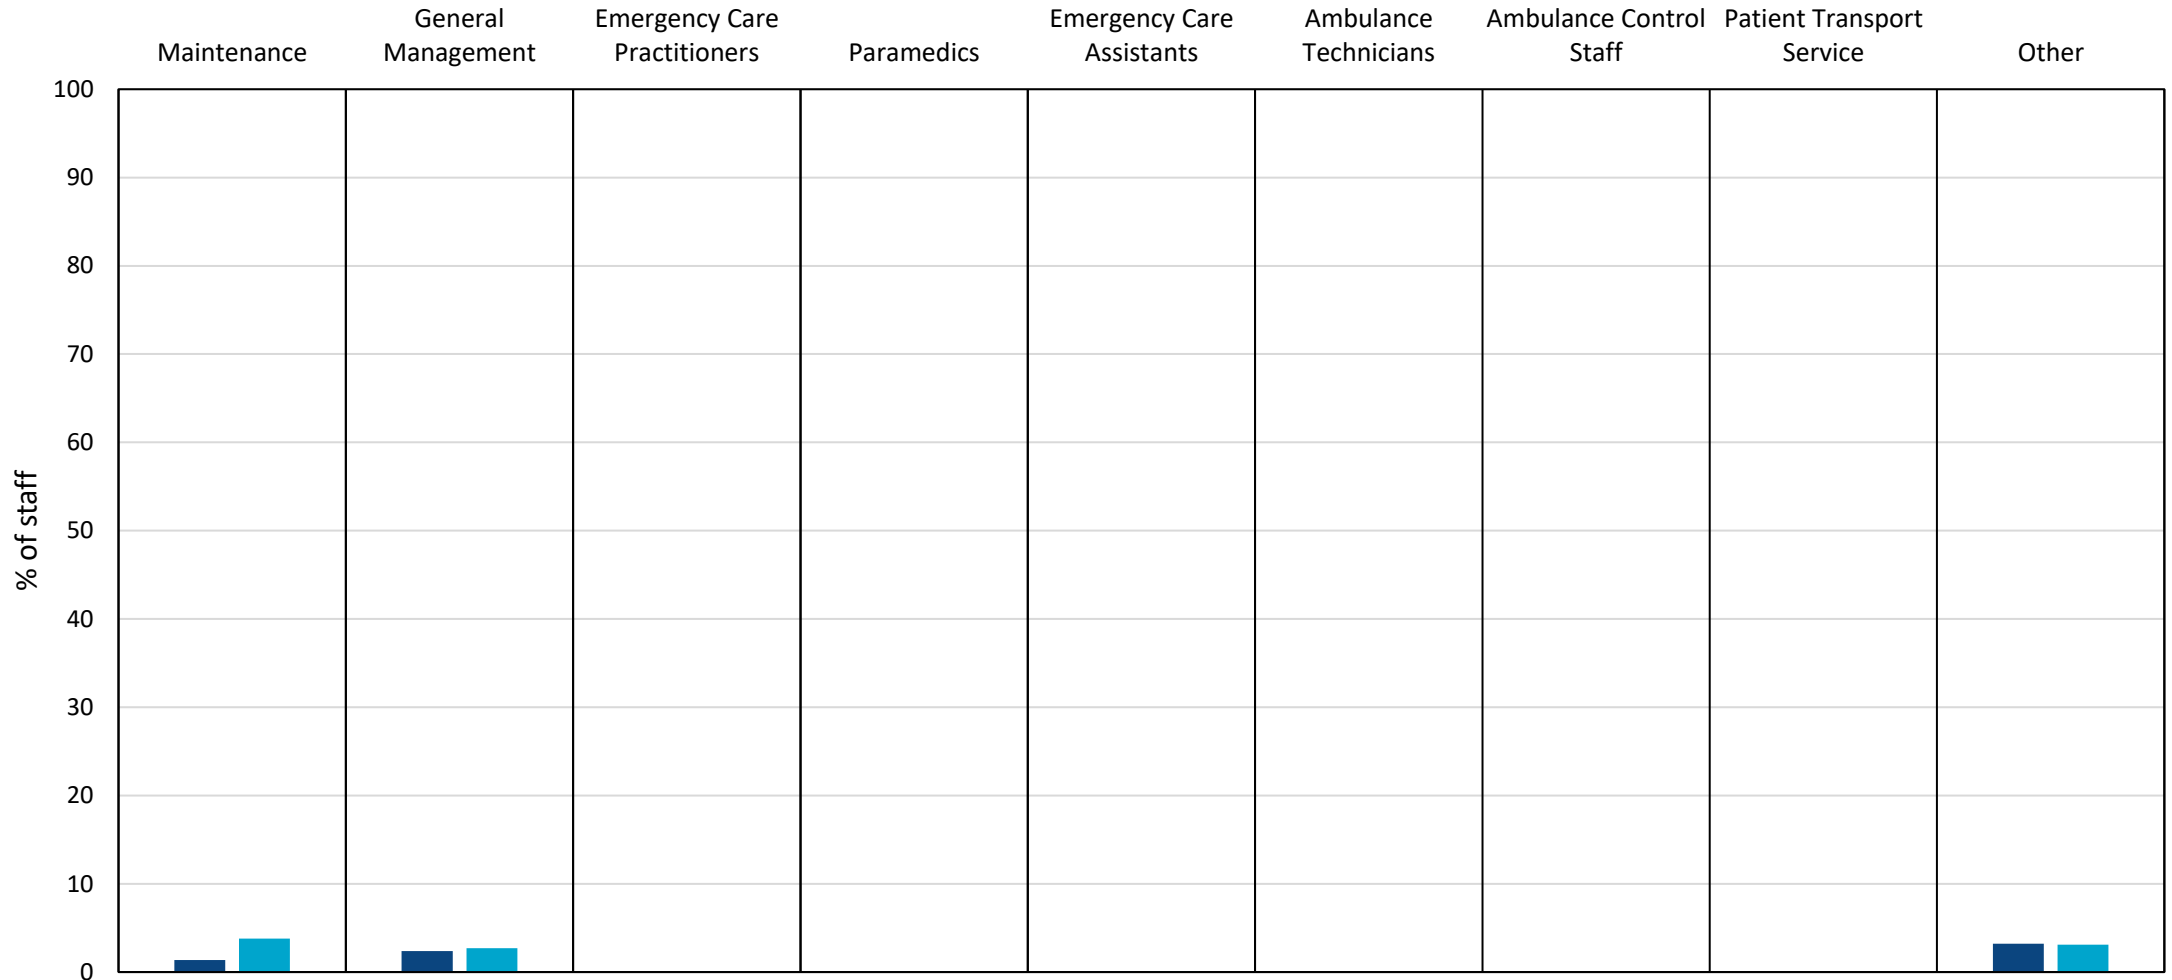 Maintenance
General
Management
Emergency Care
Practitioners
Paramedics
Emergency Care
Assistants
Ambulance
Technicians
Ambulance Control
Staff
Patient Transport
Service
Other
100
90
80
70
60
50
40
30
20
10
0
% of staff